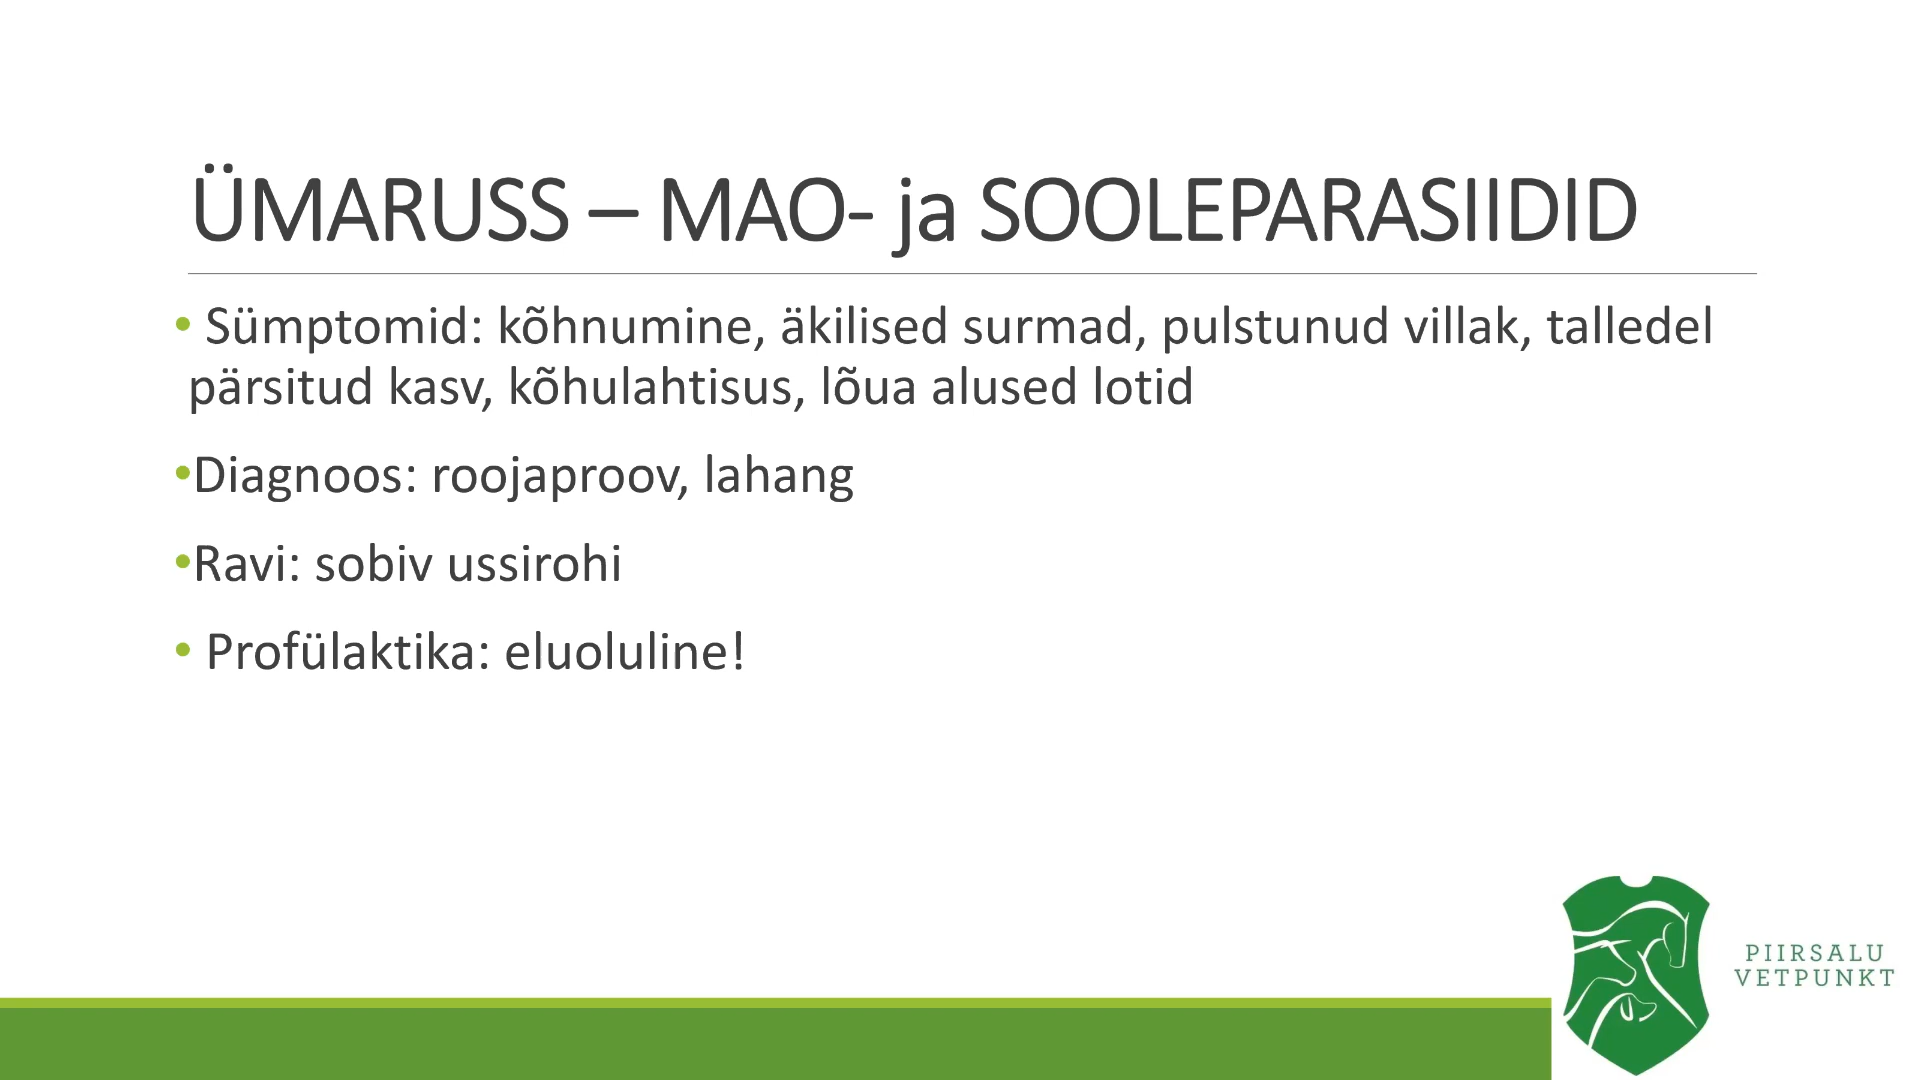 ÜMARUSS – MAO- ja SOOLEPARASIIDID
• Sümptomid: kõhnumine, äkilised surmad, pulstunud villak, talledel
pärsitud kasv, kõhulahtisus, lõua alused lotid
•Diagnoos: roojaproov, lahang
•Ravi: sobiv ussirohi
• Profülaktika: eluoluline!
PIIRSALU
VETPUNKT